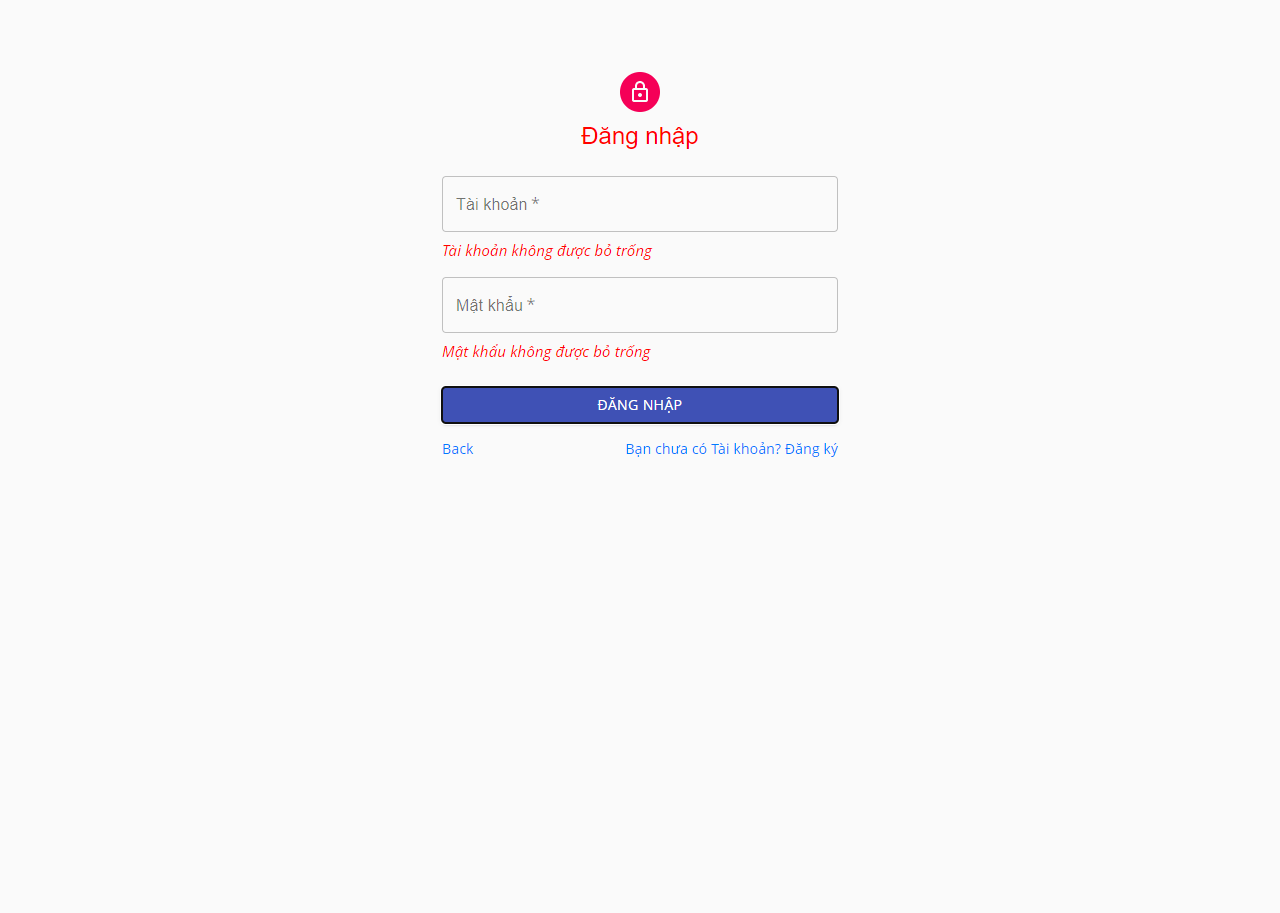 Đăng nhập
Tài khoản *
Tài khoản không được bỏ trống
Mật khẩu *
Mật khẩu không được bỏ trống
ĐĂNG NHẬP
Back
Bạn chưa có Tài khoản? Đăng ký